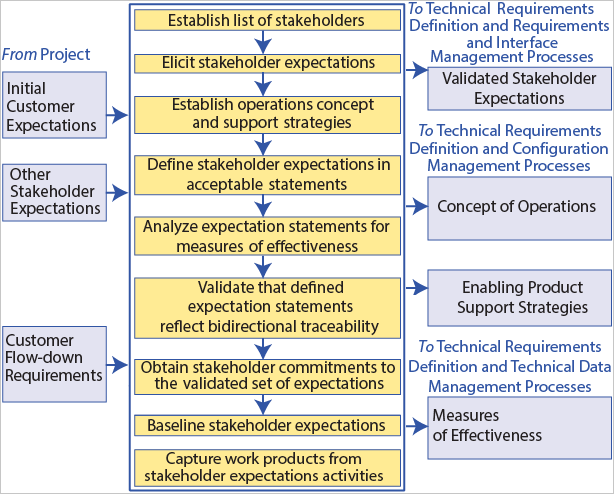 From Project
Initial
Customer
Expectations
Other
Stakeholder
Expectations
Customer
Flow-down
Requirements
Establish list of stakeholders
Elicit stakeholder expectations
Establish operations concept
and support strategies
Define stakeholder expectations in
acceptable statements
Analyze expectation statements for
measures of effectiveness
Validate that defined
expectation statements
reflect bidirectional traceability
Obtain stakeholder commitments to
the validated set of expectations
Baseline stakeholder expectations
Capture work products from
stakeholder expectations activities
To Technical Requirements
Definition and Requirements
and Interface
Management Processes
Validated Stakeholder
Expectations
To Technical Requirements
Definition and Configuration
Management Processes
Concept of Operations
Enabling Product
Support Strategies
To Technical Requirements
Definition and Technical Data
Management Processes
Measures
of Effectiveness